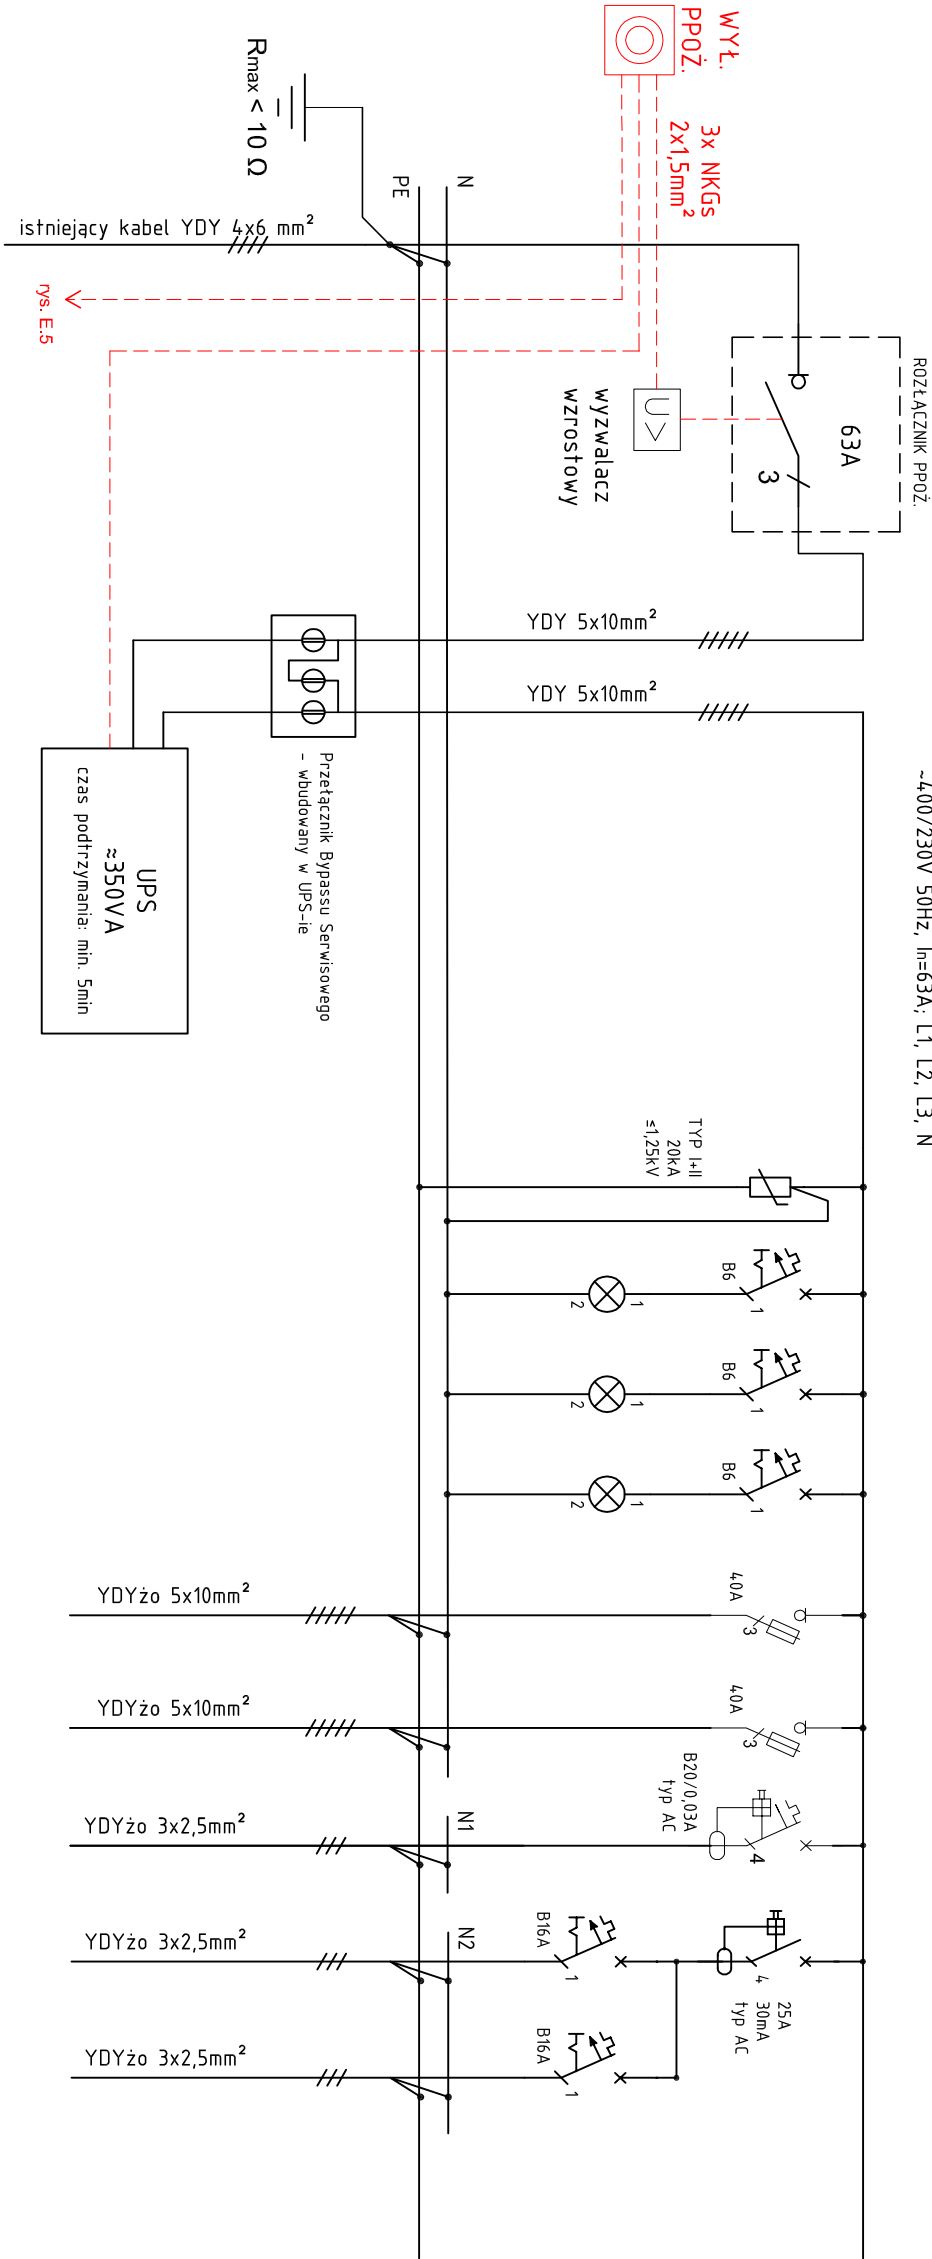 WYŁ.
PPOŻ.
3x NKGs
2x1,5mm²
Rmax < 10 Ω
N
PE
istniejący kabel YDY 4x6 mm²
rys. E.5
ROZŁĄCZNIK PPOŻ.
63A
3
U>
wyzwalacz
wzrostowy
YDY 5x10mm²
YDY 5x10mm²
Przełącznik Bypassu Serwisowego
- wbudowany w UPS-ie
UPS
≈350VA
czas podtrzymania: min. 5min
~400/230V 50Hz, In=63A; L1, L2, L3, N
TYP I+II
20kA
≤1,25kV
B6
1
1
2
B6
1
1
2
B6
1
1
2
YDYżo 5x10mm²
40A
3
YDYżo 5x10mm²
40A
3
YDYżo 3x2,5mm²
N1
B20/0,03A
typ AC
4
YDYżo 3x2,5mm²
N2
B16A
1
4
25A
30mA
typ AC
YDYżo 3x2,5mm²
B16A
1